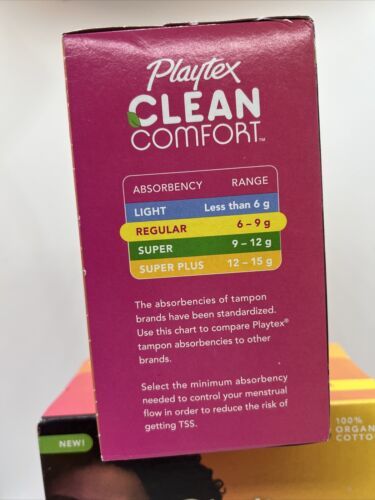 Playtex
CLEAN
COMFORT™
ABSORBENCY RANGE
LIGHT Less than 6 g
REGULAR 6 – 9 g
SUPER 9 – 12 g
SUPER PLUS 12 – 15 g
The absorbencies of tampon
brands have been standardized.
Use this chart to compare Playtex®
tampon absorbencies to other
brands.
Select the minimum absorbency
needed to control your menstrual
flow in order to reduce the risk of
getting TSS.
NEW!
100%
ORGAN
COTTO